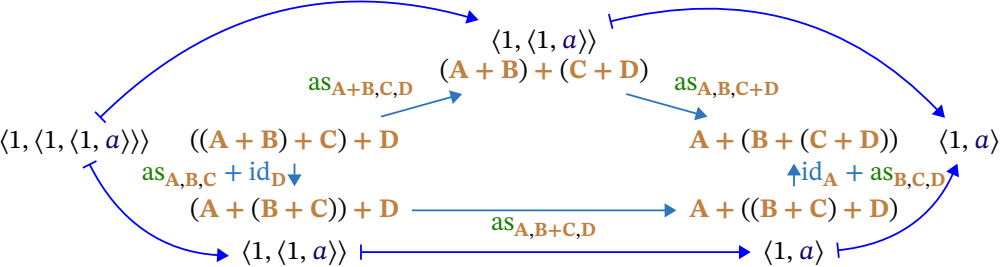 ⟨1, ⟨1, a⟩⟩
(A + B) + (C + D)
as_{A+B,C,D}
as_{A,B,C+D}
⟨1, ⟨1, ⟨1, a⟩⟩⟩
((A + B) + C) + D
A + (B + (C + D))
⟨1, a⟩
as_{A,B,C} + id_D
id_A + as_{B,C,D}
(A + (B + C)) + D
A + ((B + C) + D)
as_{A,B+C,D}
⟨1, ⟨1, a⟩⟩
⟨1, a⟩